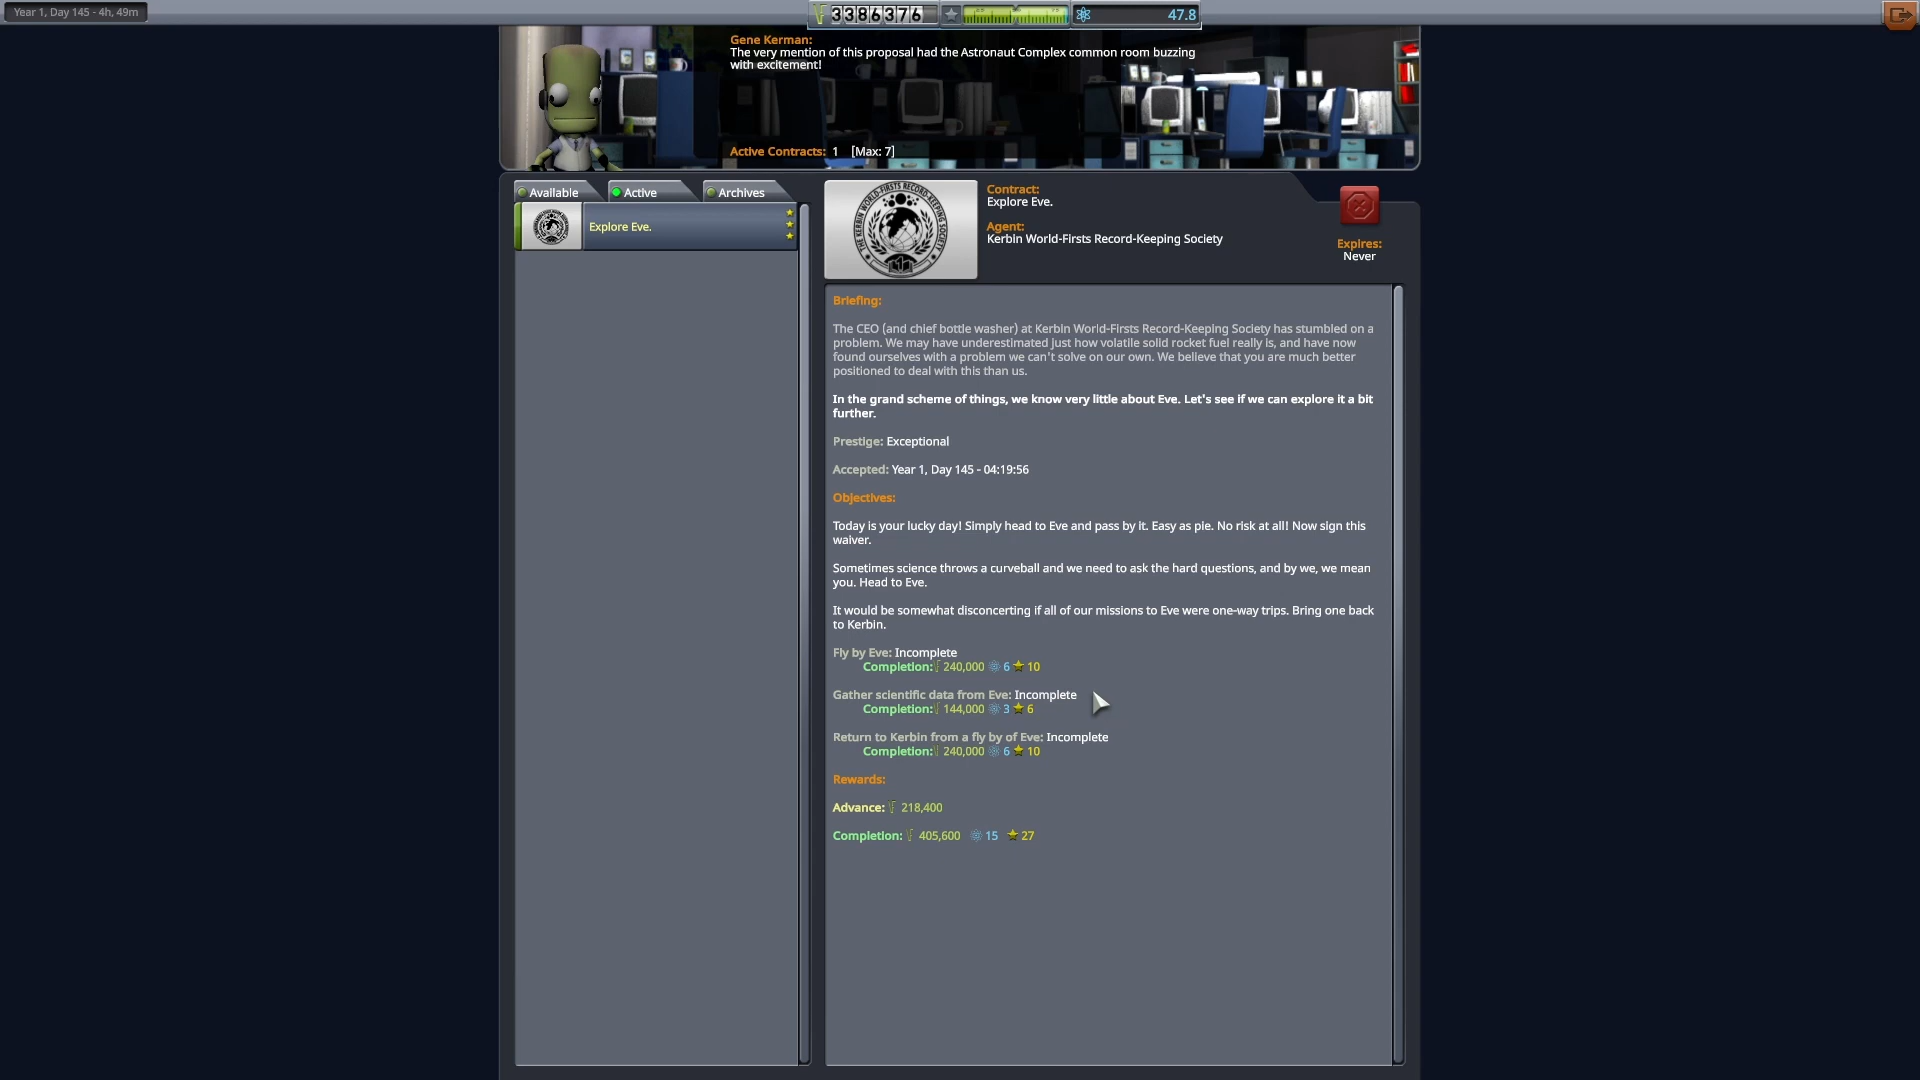 Year 1, Day 145 - 4h, 49m
3386376
47.8
Gene Kerman:
The very mention of this proposal had the Astronaut Complex common room buzzing
with excitement!
Active Contracts: 1 [Max: 7]
Available
Active
Archives
Explore Eve.
THE KERBIN WORLD-FIRSTS RECORD-KEEPING SOCIETY
Contract:
Explore Eve.
Agent:
Kerbin World-Firsts Record-Keeping Society
Expires:
Never
Briefing:
The CEO (and chief bottle washer) at Kerbin World-Firsts Record-Keeping Society has stumbled on a
problem. We may have underestimated just how volatile solid rocket fuel really is, and have now
found ourselves with a problem we can't solve on our own. We believe that you are much better
positioned to deal with this than us.
In the grand scheme of things, we know very little about Eve. Let's see if we can explore it a bit
further.
Prestige: Exceptional
Accepted: Year 1, Day 145 - 04:19:56
Objectives:
Today is your lucky day! Simply head to Eve and pass by it. Easy as pie. No risk at all! Now sign this
waiver.
Sometimes science throws a curveball and we need to ask the hard questions, and by we, we mean
you. Head to Eve.
It would be somewhat disconcerting if all of our missions to Eve were one-way trips. Bring one back
to Kerbin.
Fly by Eve: Incomplete
Completion: 240,000 6 10
Gather scientific data from Eve: Incomplete
Completion: 144,000 3 6
Return to Kerbin from a fly by of Eve: Incomplete
Completion: 240,000 6 10
Rewards:
Advance: 218,400
Completion: 405,600 15 27